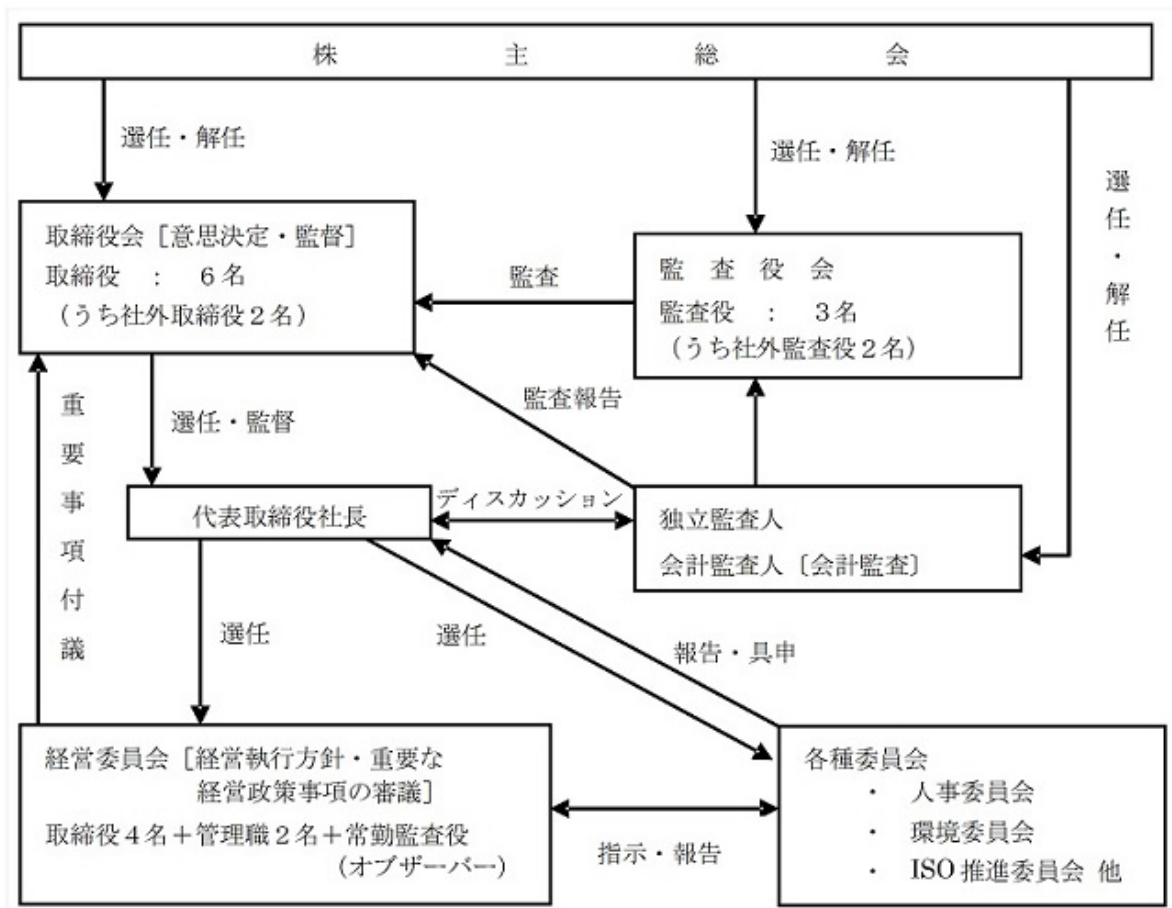 株主総会
選任・解任
選任・解任
選任・解任
取締役会［意思決定・監督］
取締役　：　６名
（うち社外取締役２名）
監査
監 査 役 会
監査役　：　３名
（うち社外監査役２名）
監査報告
重要事項付議
選任・監督
代表取締役社長
ディスカッション
独立監査人
会計監査人〔会計監査〕
選任
選任
報告・具申
経営委員会［経営執行方針・重要な
経営政策事項の審議］
取締役４名＋管理職２名＋常勤監査役
（オブザーバー）
指示・報告
各種委員会
・　人事委員会
・　環境委員会
・　ISO 推進委員会 他